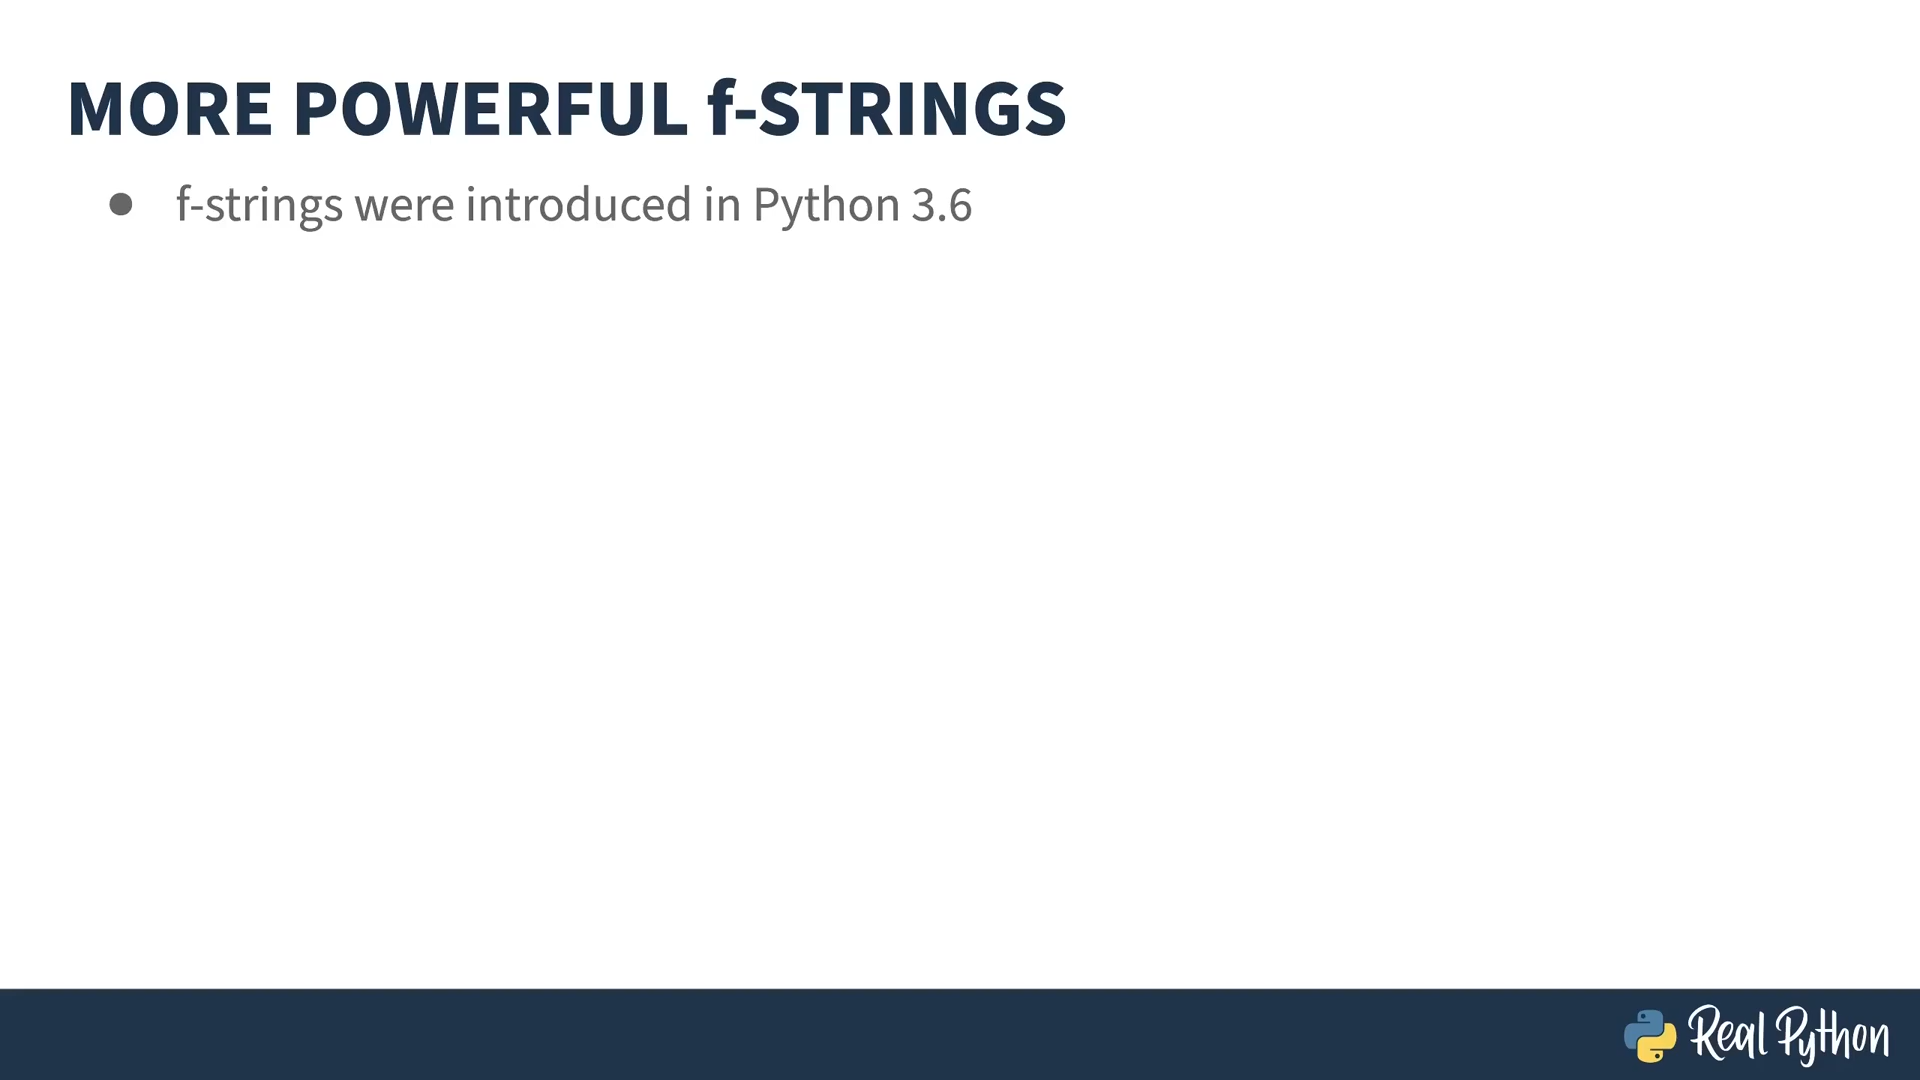 MORE POWERFUL f-STRINGS
● f-strings were introduced in Python 3.6
Real Python